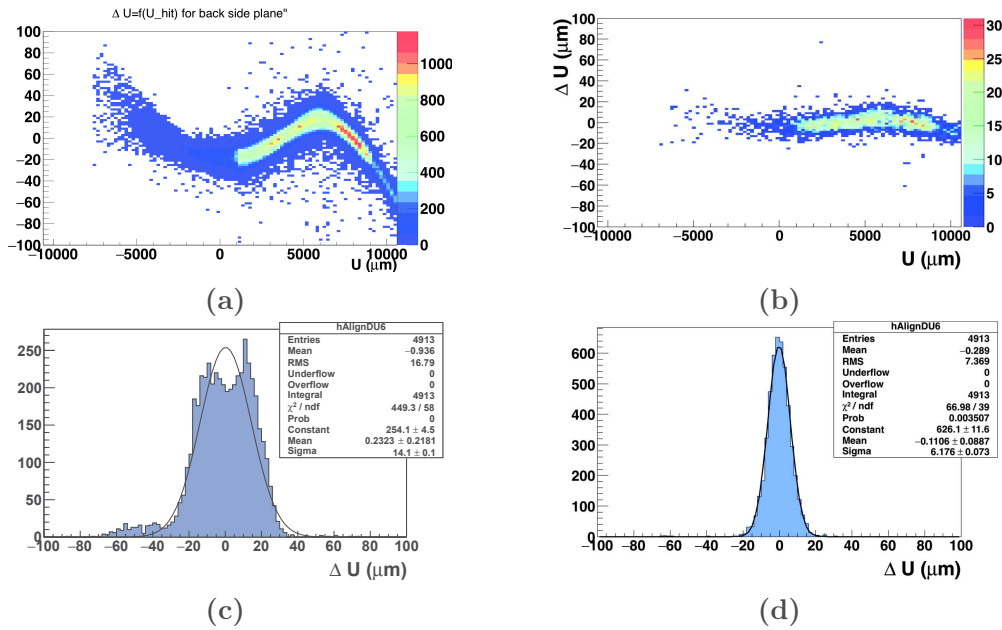 Δ U=f(U_hit) for back side plane"
100
80
60
40
20
0
−20
−40
−60
−80
−100
−10000 −5000 0 5000 10000
U (μm)
1000
800
600
400
200
0
(a)
Δ U (μm)
100
80
60
40
20
0
−20
−40
−60
−80
−100
−10000 −5000 0 5000 10000
U (μm)
30
25
20
15
10
5
0
(b)
250
200
150
100
50
0
−100 −80 −60 −40 −20 0 20 40 60 80 100
Δ U (μm)
hAlignDU6
Entries 4913
Mean −0.936
RMS 16.79
Underflow 0
Overflow 0
Integral 4913
χ² / ndf 449.3 / 58
Prob 0
Constant 254.1 ± 4.5
Mean 0.2323 ± 0.2181
Sigma 14.1 ± 0.1
(c)
600
500
400
300
200
100
0
−100 −80 −60 −40 −20 0 20 40 60 80 100
Δ U (μm)
hAlignDU6
Entries 4913
Mean −0.289
RMS 7.369
Underflow 0
Overflow 0
Integral 4913
χ² / ndf 66.98 / 39
Prob 0.003507
Constant 626.1 ± 11.6
Mean −0.1106 ± 0.0887
Sigma 6.176 ± 0.073
(d)